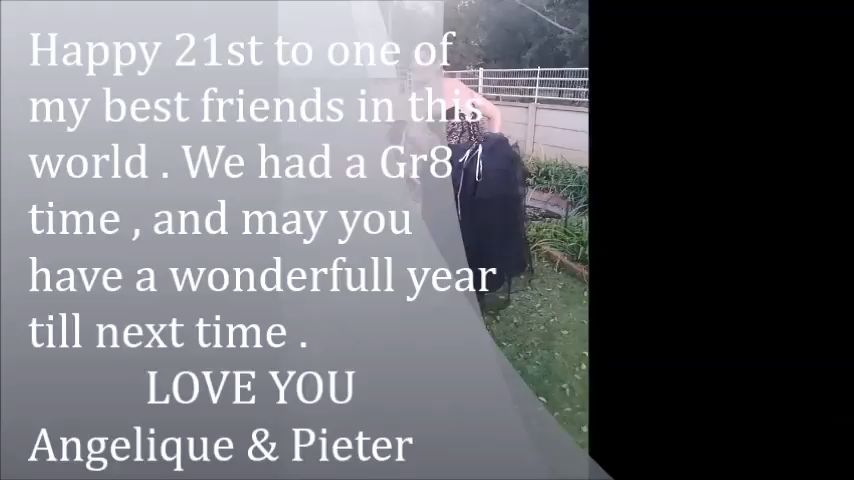 Happy 21st to one of
my best friends in this
world . We had a Gr8
time , and may you
have a wonderfull year
till next time .
LOVE YOU
Angelique & Pieter